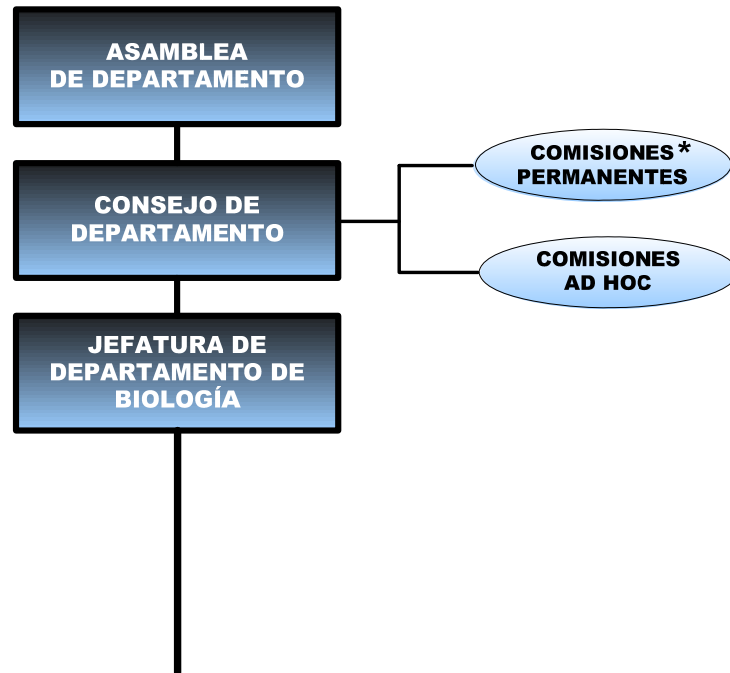 ASAMBLEA
DE DEPARTAMENTO
CONSEJO DE
DEPARTAMENTO
COMISIONES*
PERMANENTES
COMISIONES
AD HOC
JEFATURA DE
DEPARTAMENTO DE
BIOLOGÍA